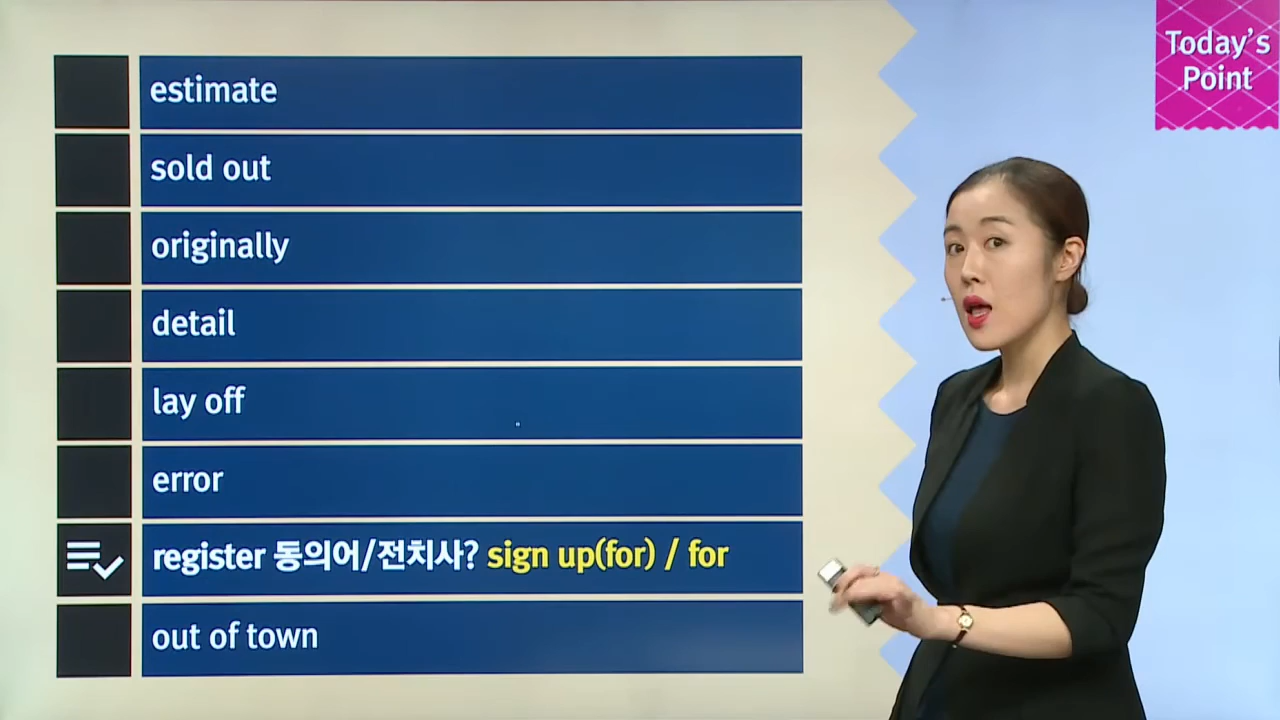 Today's
Point
estimate
sold out
originally
detail
lay off
error
register 동의어/전치사? sign up(for) / for
out of town